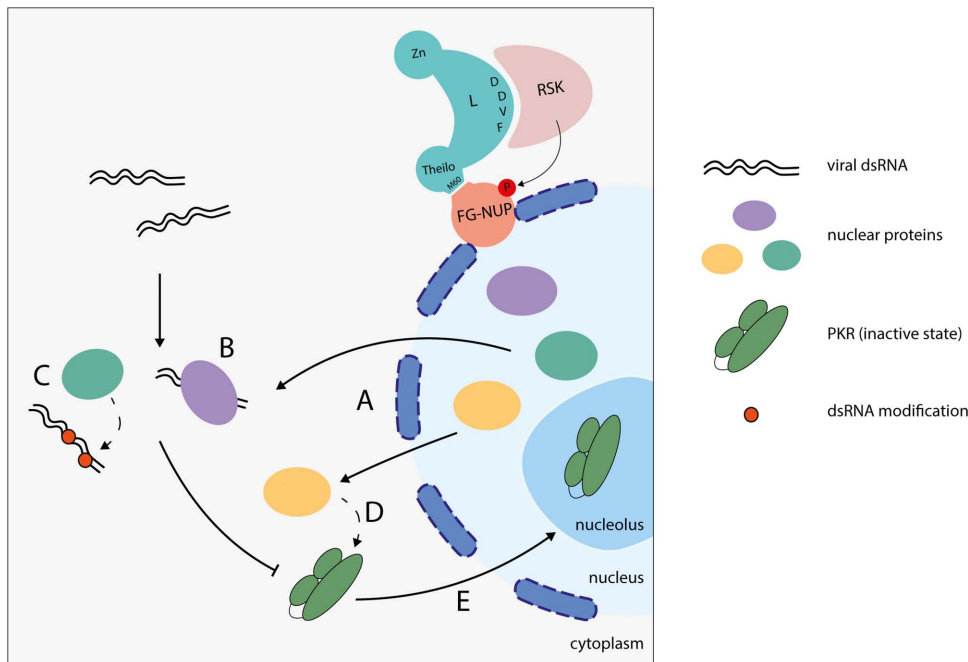 Zn
L
D
D
V
F
RSK
Theilo
M60
P
FG-NUP
B
C
A
D
E
nucleolus
nucleus
cytoplasm
viral dsRNA
nuclear proteins
PKR (inactive state)
dsRNA modification